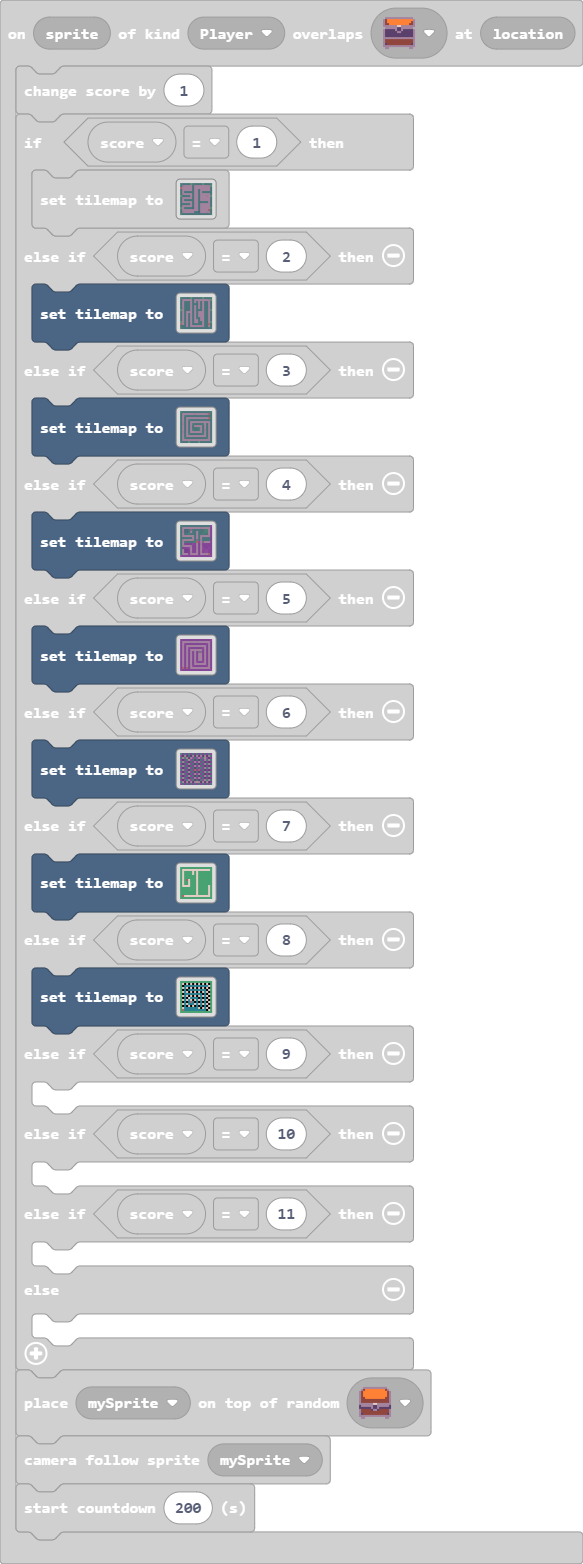 on sprite of kind Player overlaps at location
change score by 1
if score = 1 then
set tilemap to
else if score = 2 then
set tilemap to
else if score = 3 then
set tilemap to
else if score = 4 then
set tilemap to
else if score = 5 then
set tilemap to
else if score = 6 then
set tilemap to
else if score = 7 then
set tilemap to
else if score = 8 then
set tilemap to
else if score = 9 then
else if score = 10 then
else if score = 11 then
else
place mySprite on top of random
camera follow sprite mySprite
start countdown 200 (s)